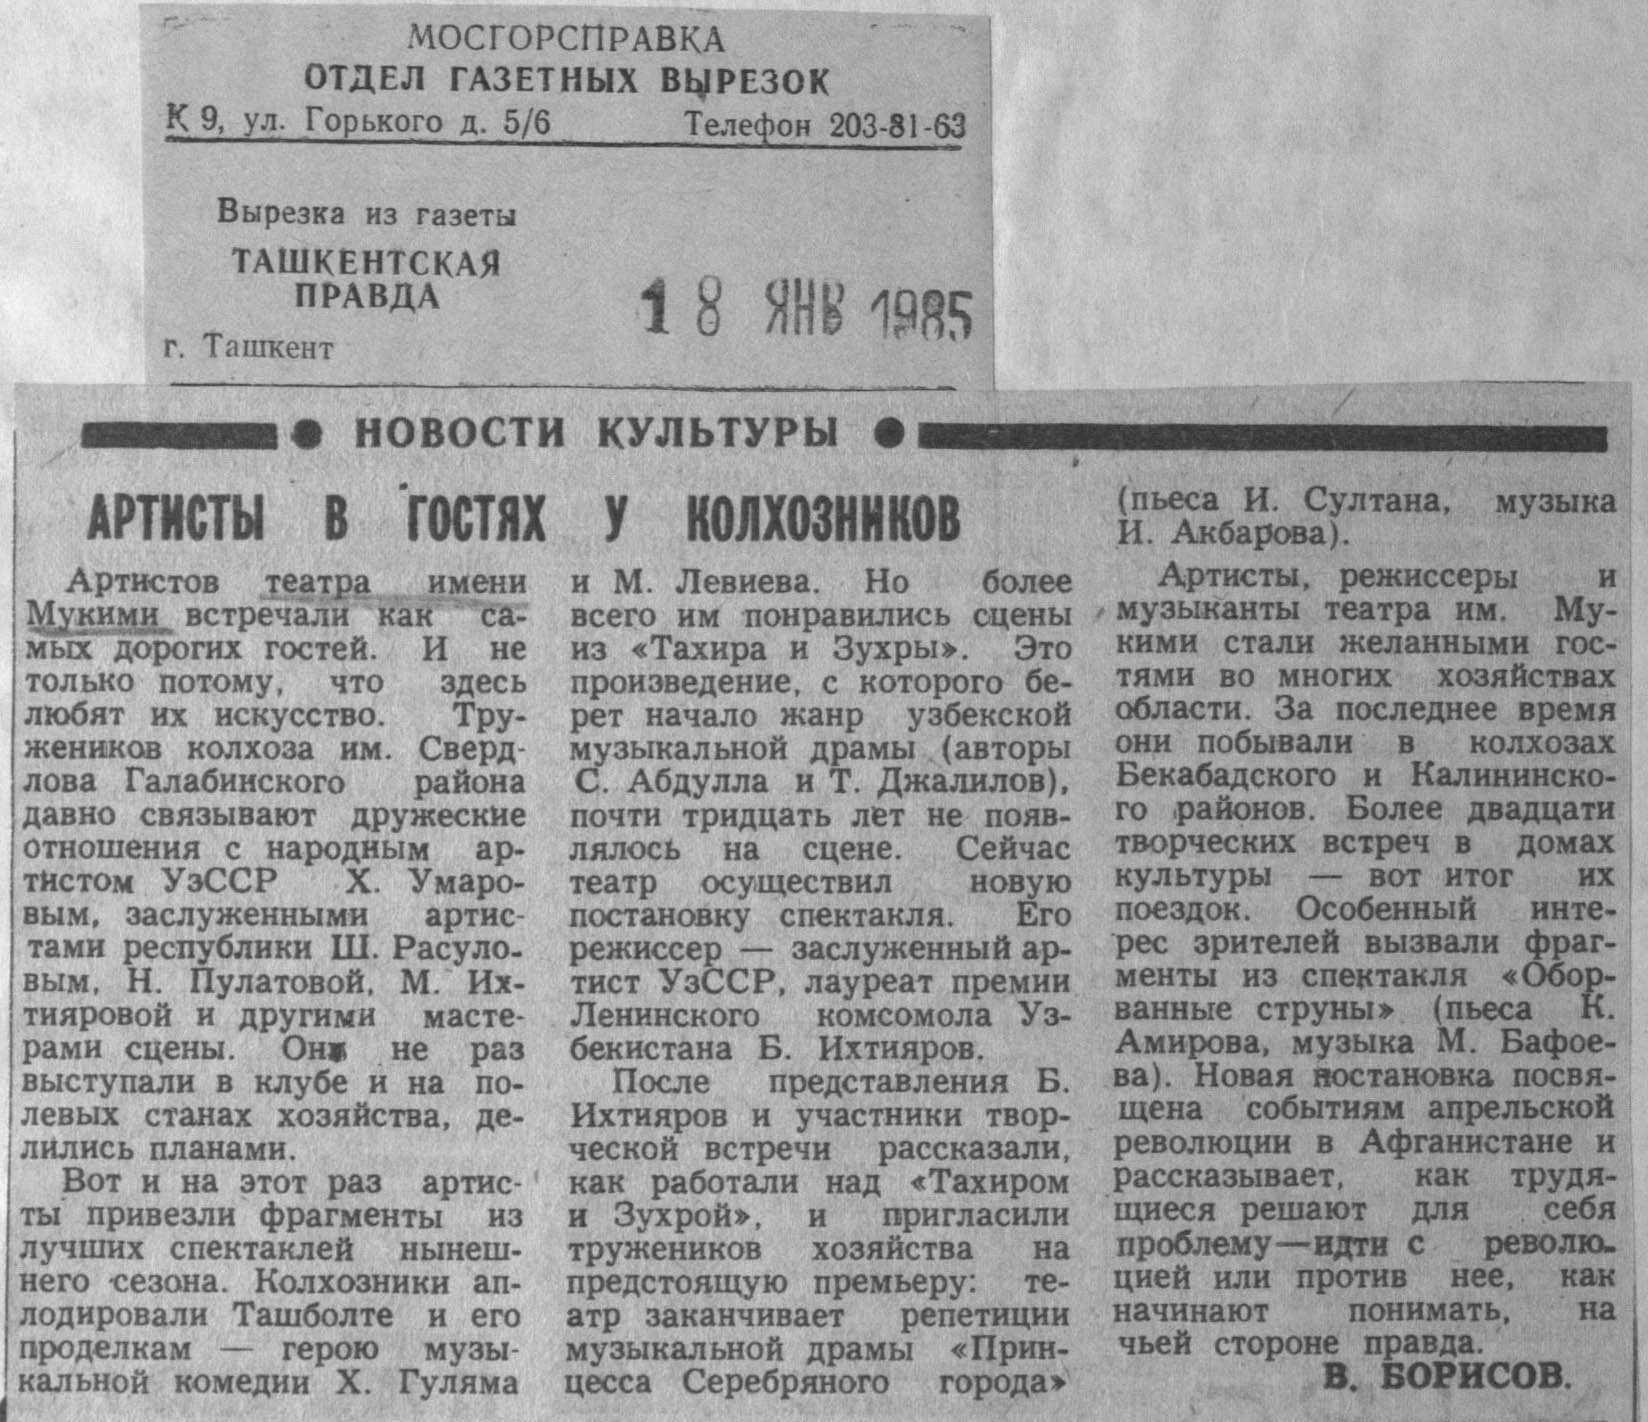 МОСГОРСПРАВКА
ОТДЕЛ ГАЗЕТНЫХ ВЫРЕЗОК
К 9, ул. Горького д. 5/6 Телефон 203-81-63
Вырезка из газеты
ТАШКЕНТСКАЯ
ПРАВДА
18 ЯНВ 1985
г. Ташкент
НОВОСТИ КУЛЬТУРЫ
АРТИСТЫ В ГОСТЯХ У КОЛХОЗНИКОВ
Артистов театра имени
Мукими встречали как са-
мых дорогих гостей. И не
только потому, что здесь
любят их искусство. Тру-
жеников колхоза им. Сверд-
лова Галабинского района
давно связывают дружеские
отношения с народным ар-
тистом УзССР Х. Умаро-
вым, заслуженными артис-
тами республики Ш. Расуло-
вым, Н. Пулатовой, М. Их-
тияровой и другими масте-
рами сцены. Они не раз
выступали в клубе и на по-
левых станах хозяйства, де-
лились планами.
Вот и на этот раз артис-
ты привезли фрагменты из
лучших спектаклей нынеш-
него сезона. Колхозники ап-
лодировали Ташболте и его
проделкам — герою музы-
кальной комедии Х. Гуляма
и М. Левиева. Но более
всего им понравились сцены
из «Тахира и Зухры». Это
произведение, с которого бе-
рет начало жанр узбекской
музыкальной драмы (авторы
С. Абдулла и Т. Джалилов),
почти тридцать лет не появ-
лялось на сцене. Сейчас
театр осуществил новую
постановку спектакля. Его
режиссер — заслуженный ар-
тист УзССР, лауреат премии
Ленинского комсомола Уз-
бекистана Б. Ихтияров.
После представления Б.
Ихтияров и участники твор-
ческой встречи рассказали,
как работали над «Тахиром
и Зухрой», и пригласили
тружеников хозяйства на
предстоящую премьеру: те-
атр заканчивает репетиции
музыкальной драмы «Прин-
цесса Серебряного города»
(пьеса И. Султана, музыка
И. Акбарова).
Артисты, режиссеры и
музыканты театра им. Му-
кими стали желанными гос-
тями во многих хозяйствах
области. За последнее время
они побывали в колхозах
Бекабадского и Калининско-
го районов. Более двадцати
творческих встреч в домах
культуры — вот итог их
поездок. Особенный инте-
рес зрителей вызвали фраг-
менты из спектакля «Обор-
ванные струны» (пьеса К.
Амирова, музыка М. Бафое-
ва). Новая постановка посвя-
щена событиям апрельской
революции в Афганистане и
рассказывает, как трудя-
щиеся решают для себя
проблему—идти с револю-
цией или против нее, как
начинают понимать, на
чьей стороне правда.
В. БОРИСОВ.